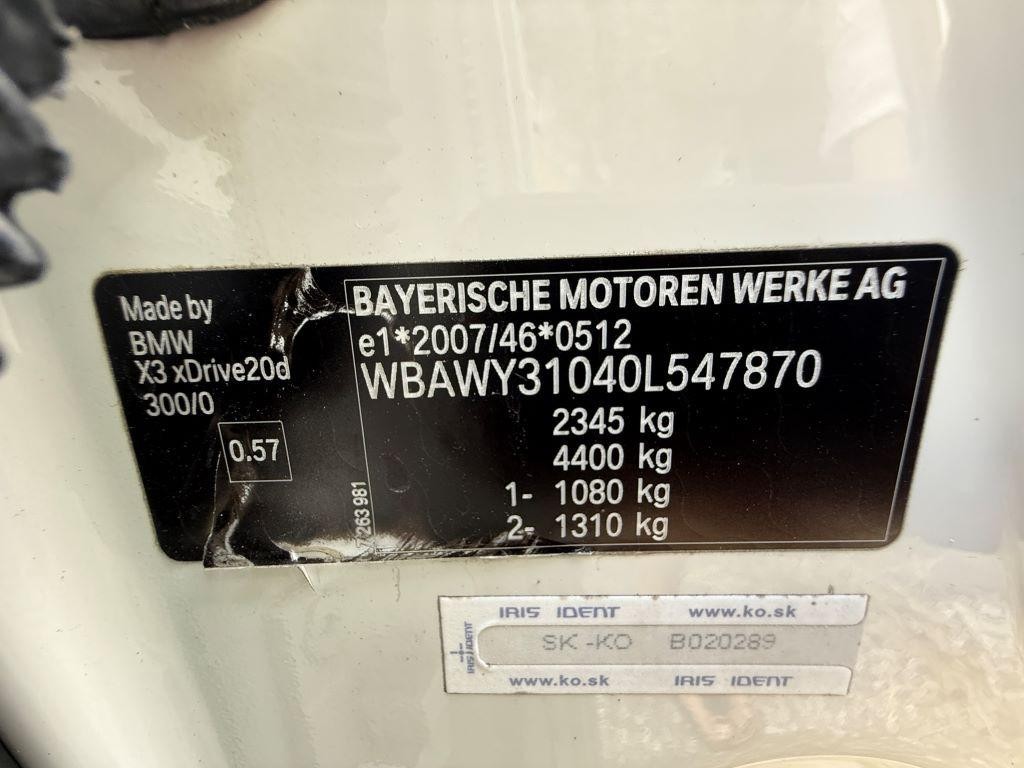 Made by
BMW
X3 xDrive20d
300/0
0.57
BAYERISCHE MOTOREN WERKE AG
e1*2007/46*0512
WBAWY31040L547870
2345 kg
4400 kg
1- 1080 kg
2- 1310 kg
263 981
IRIS IDENT www.ko.sk
IRIS IDENT
SK-KO B020289
www.ko.sk IRIS IDENT